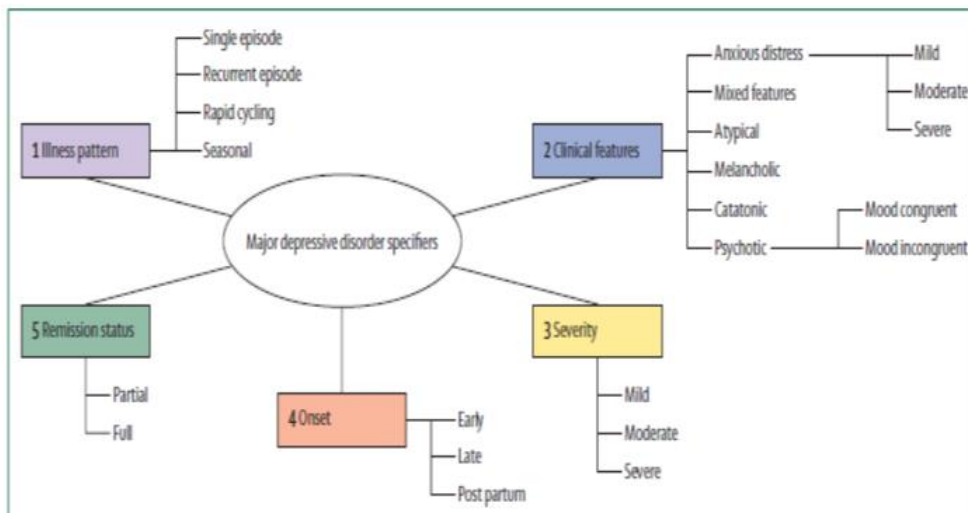 Single episode
Recurrent episode
Rapid cycling
Seasonal
1 Illness pattern
Anxious distress
Mild
Moderate
Severe
Mixed features
Atypical
Melancholic
Catatonic
Psychotic
Mood congruent
Mood incongruent
2 Clinical features
Major depressive disorder specifiers
5 Remission status
Partial
Full
4 Onset
Early
Late
Post partum
3 Severity
Mild
Moderate
Severe